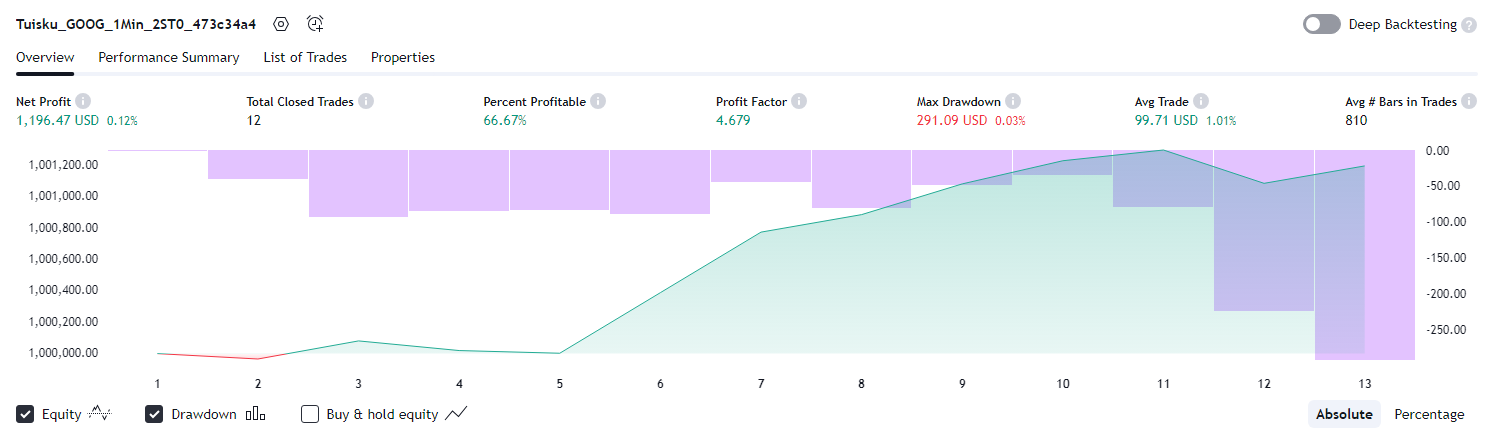 Tuisku_GOOG_1Min_2ST0_473c34a4 Deep Backtesting ?
Overview Performance Summary List of Trades Properties
Net Profit Total Closed Trades Percent Profitable Profit Factor Max Drawdown Avg Trade Avg # Bars in Trades
1,196.47 USD 0.12% 12 66.67% 4.679 291.09 USD 0.03% 99.71 USD 1.01% 810
1,001,200.00 0.00
1,001,000.00 -50.00
1,000,800.00 -100.00
1,000,600.00 -150.00
1,000,400.00 -200.00
1,000,200.00 -250.00
1,000,000.00
1 2 3 4 5 6 7 8 9 10 11 12 13
Equity Drawdown Buy & hold equity Absolute Percentage